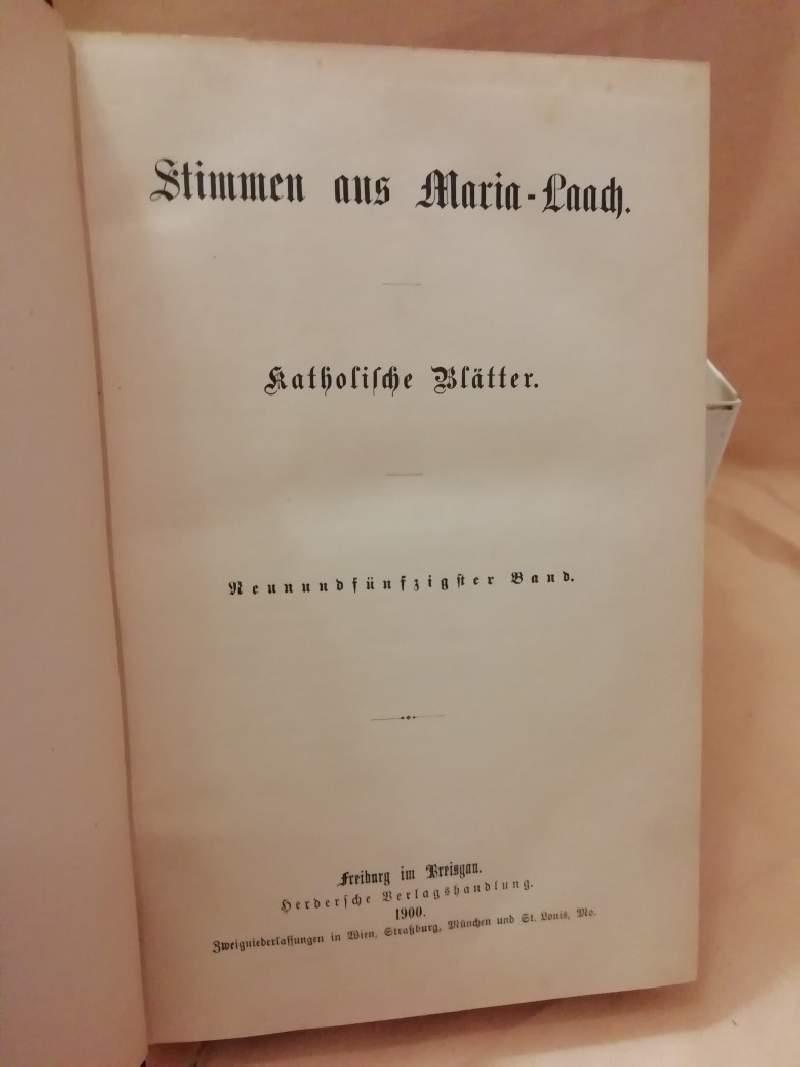 Stimmen aus Maria-Laach.
Katholische Blätter.
Neunundfünfzigster Band.
Freiburg im Breisgau.
Herdersche Verlagshandlung.
1900.
Zweigniederlassungen in Wien, Straßburg, München und St. Louis, Mo.